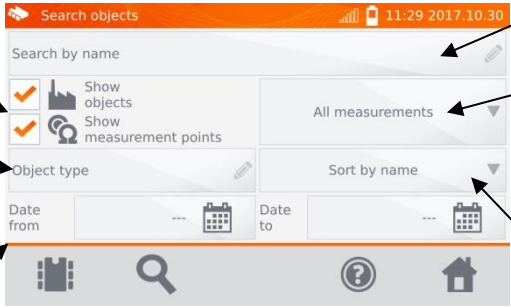 Search objects 11:29 2017.10.30
Search by name
Show
objects
All measurements
Show
measurement points
Object type
Sort by name
Date
from
---
Date
to
---
?